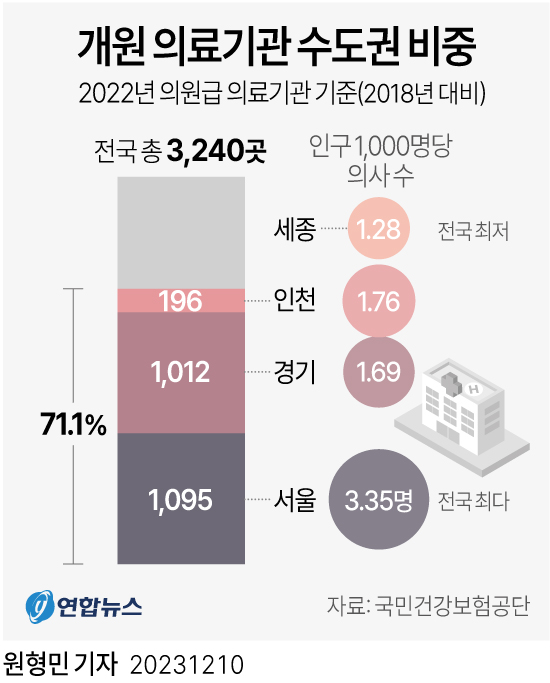 개원 의료기관 수도권 비중
2022년 의원급 의료기관 기준(2018년 대비)
전국 총 3,240곳
인구 1,000명당
의사 수
세종 1.28 전국 최저
196 인천 1.76
1,012 경기 1.69
H
71.1%
1,095 서울 3.35명 전국 최다
y 연합뉴스
자료: 국민건강보험공단
원형민 기자 20231210